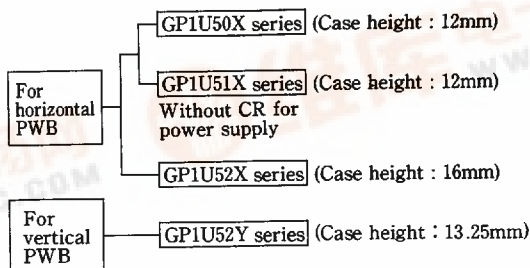 GP1U50X series (Case height : 12mm)
GP1U51X series (Case height : 12mm)
Without CR for
power supply
For
horizontal
PWB
GP1U52X series (Case height : 16mm)
For
vertical
PWB
GP1U52Y series (Case height : 13.25mm)